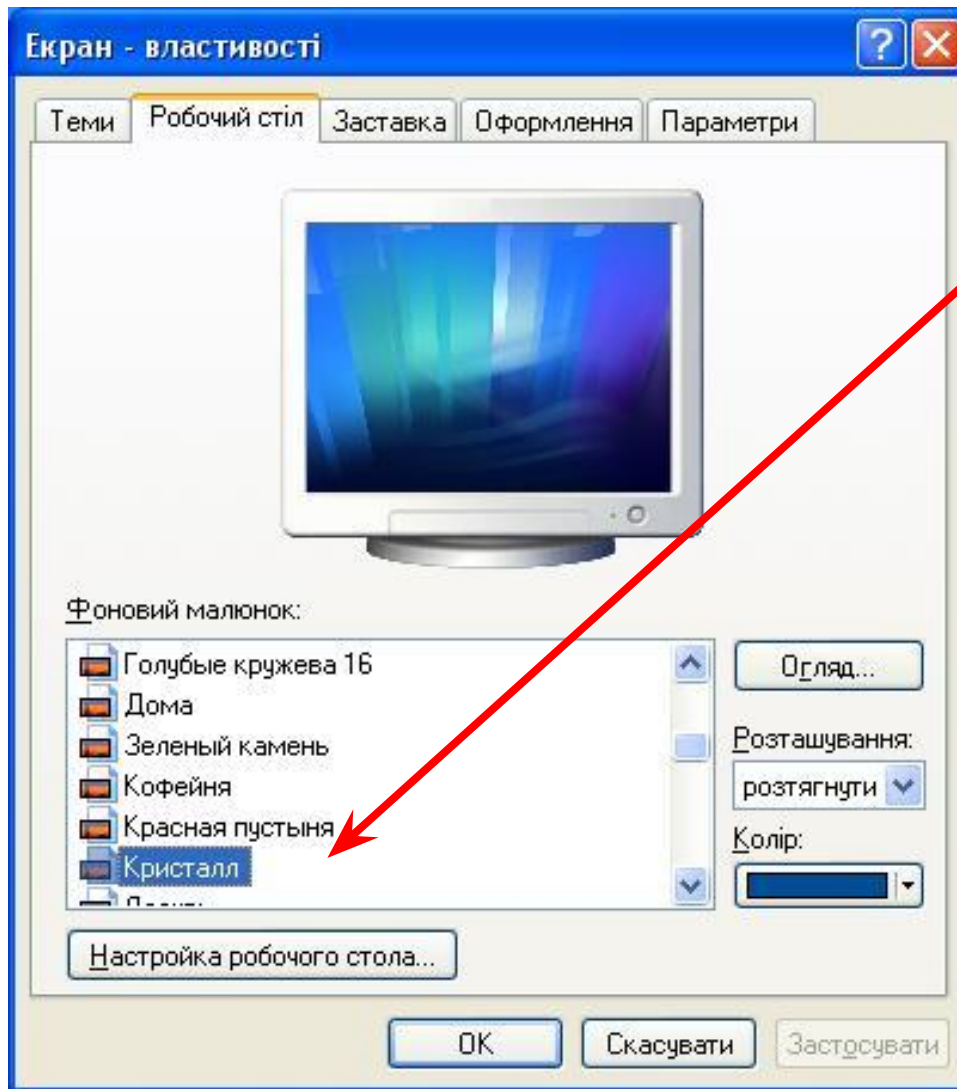 Екран - властивості
Теми Робочий стіл Заставка Оформлення Параметри
Фоновий малюнок:
Голубые кружева 16
Дома
Зеленый камень
Кофейня
Красная пустыня
Кристалл
Огляд...
Розташування:
розтягнути
Колір:
Настройка робочого стола...
OK Скасувати Застосувати